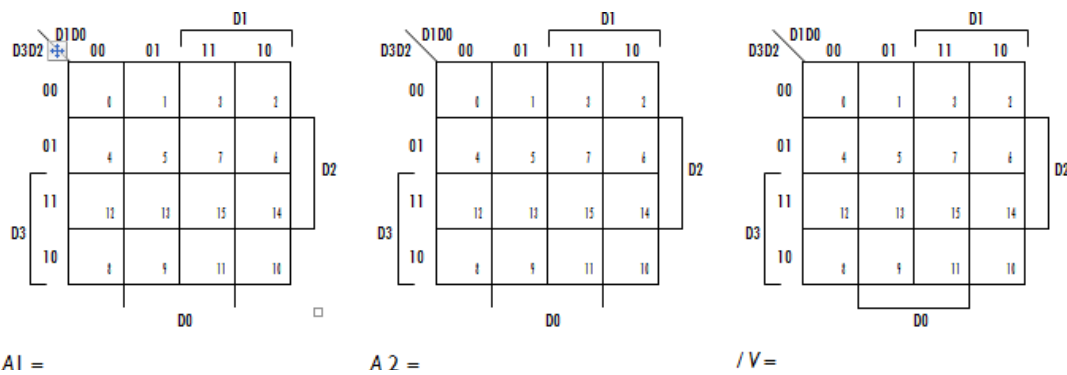 D1 D1 D1
D1D0 D1D0 D1D0
D3D2 00 01 11 10 D3D2 00 01 11 10 D3D2 00 01 11 10
00 0 1 3 2 00 0 1 3 2 00 0 1 3 2
01 4 5 7 6 01 4 5 7 6 01 4 5 7 6
D2 D2 D2
11 12 13 15 14 11 12 13 15 14 11 12 13 15 14
D3 D3 D3
10 8 9 11 10 10 8 9 11 10 10 8 9 11 10
D0 D0 D0
A1 = A 2 = / V =